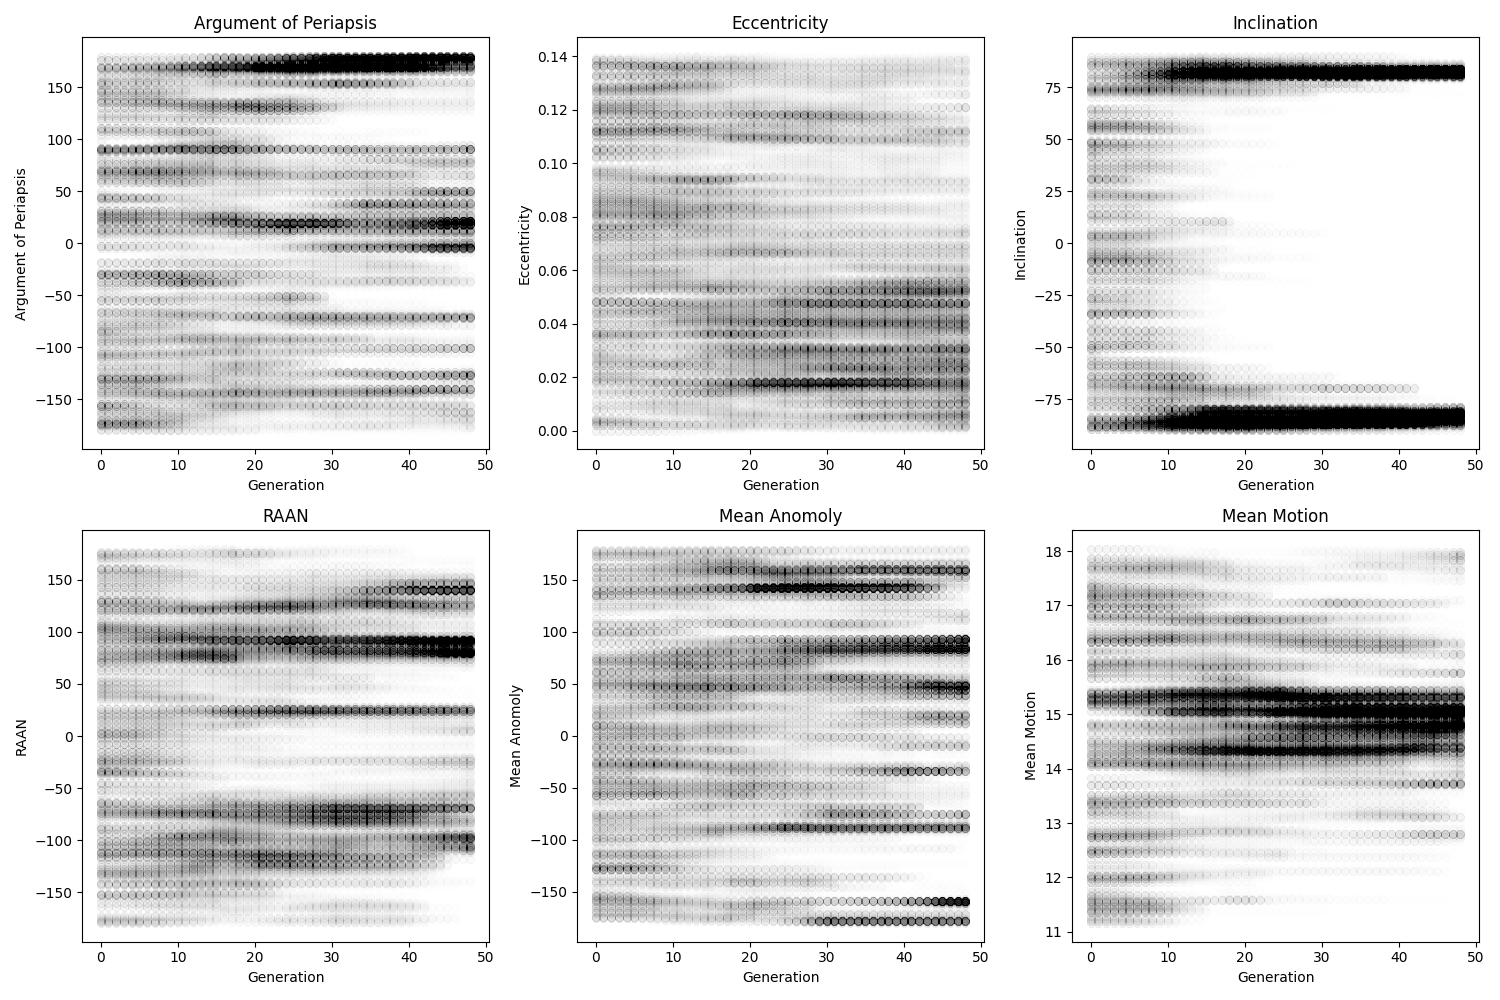 Argument of Periapsis
Eccentricity
Inclination
Argument of Periapsis
150
100
50
0
−50
−100
−150
0 10 20 30 40 50
Generation
Eccentricity
0.14
0.12
0.10
0.08
0.06
0.04
0.02
0.00
0 10 20 30 40 50
Generation
Inclination
75
50
25
0
−25
−50
−75
0 10 20 30 40 50
Generation
RAAN
Mean Anomoly
Mean Motion
RAAN
150
100
50
0
−50
−100
−150
0 10 20 30 40 50
Generation
Mean Anomoly
150
100
50
0
−50
−100
−150
0 10 20 30 40 50
Generation
Mean Motion
18
17
16
15
14
13
12
11
0 10 20 30 40 50
Generation